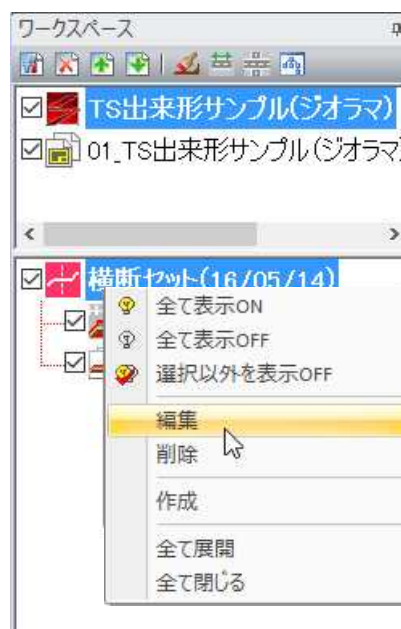 ワークスペース
TS出来形サンプル(ジオラマ)
01_TS出来形サンプル(ジオラマ
横断セット(16/05/14)
全て表示ON
全て表示OFF
選択以外を表示OFF
編集
削除
作成
全て展開
全て閉じる